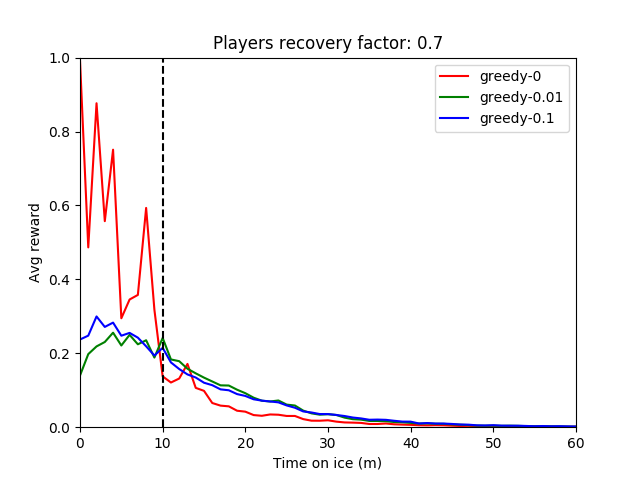 Players recovery factor: 0.7
1.0
0.8
0.6
0.4
0.2
0.0
Avg reward
greedy-0
greedy-0.01
greedy-0.1
0 10 20 30 40 50 60
Time on ice (m)